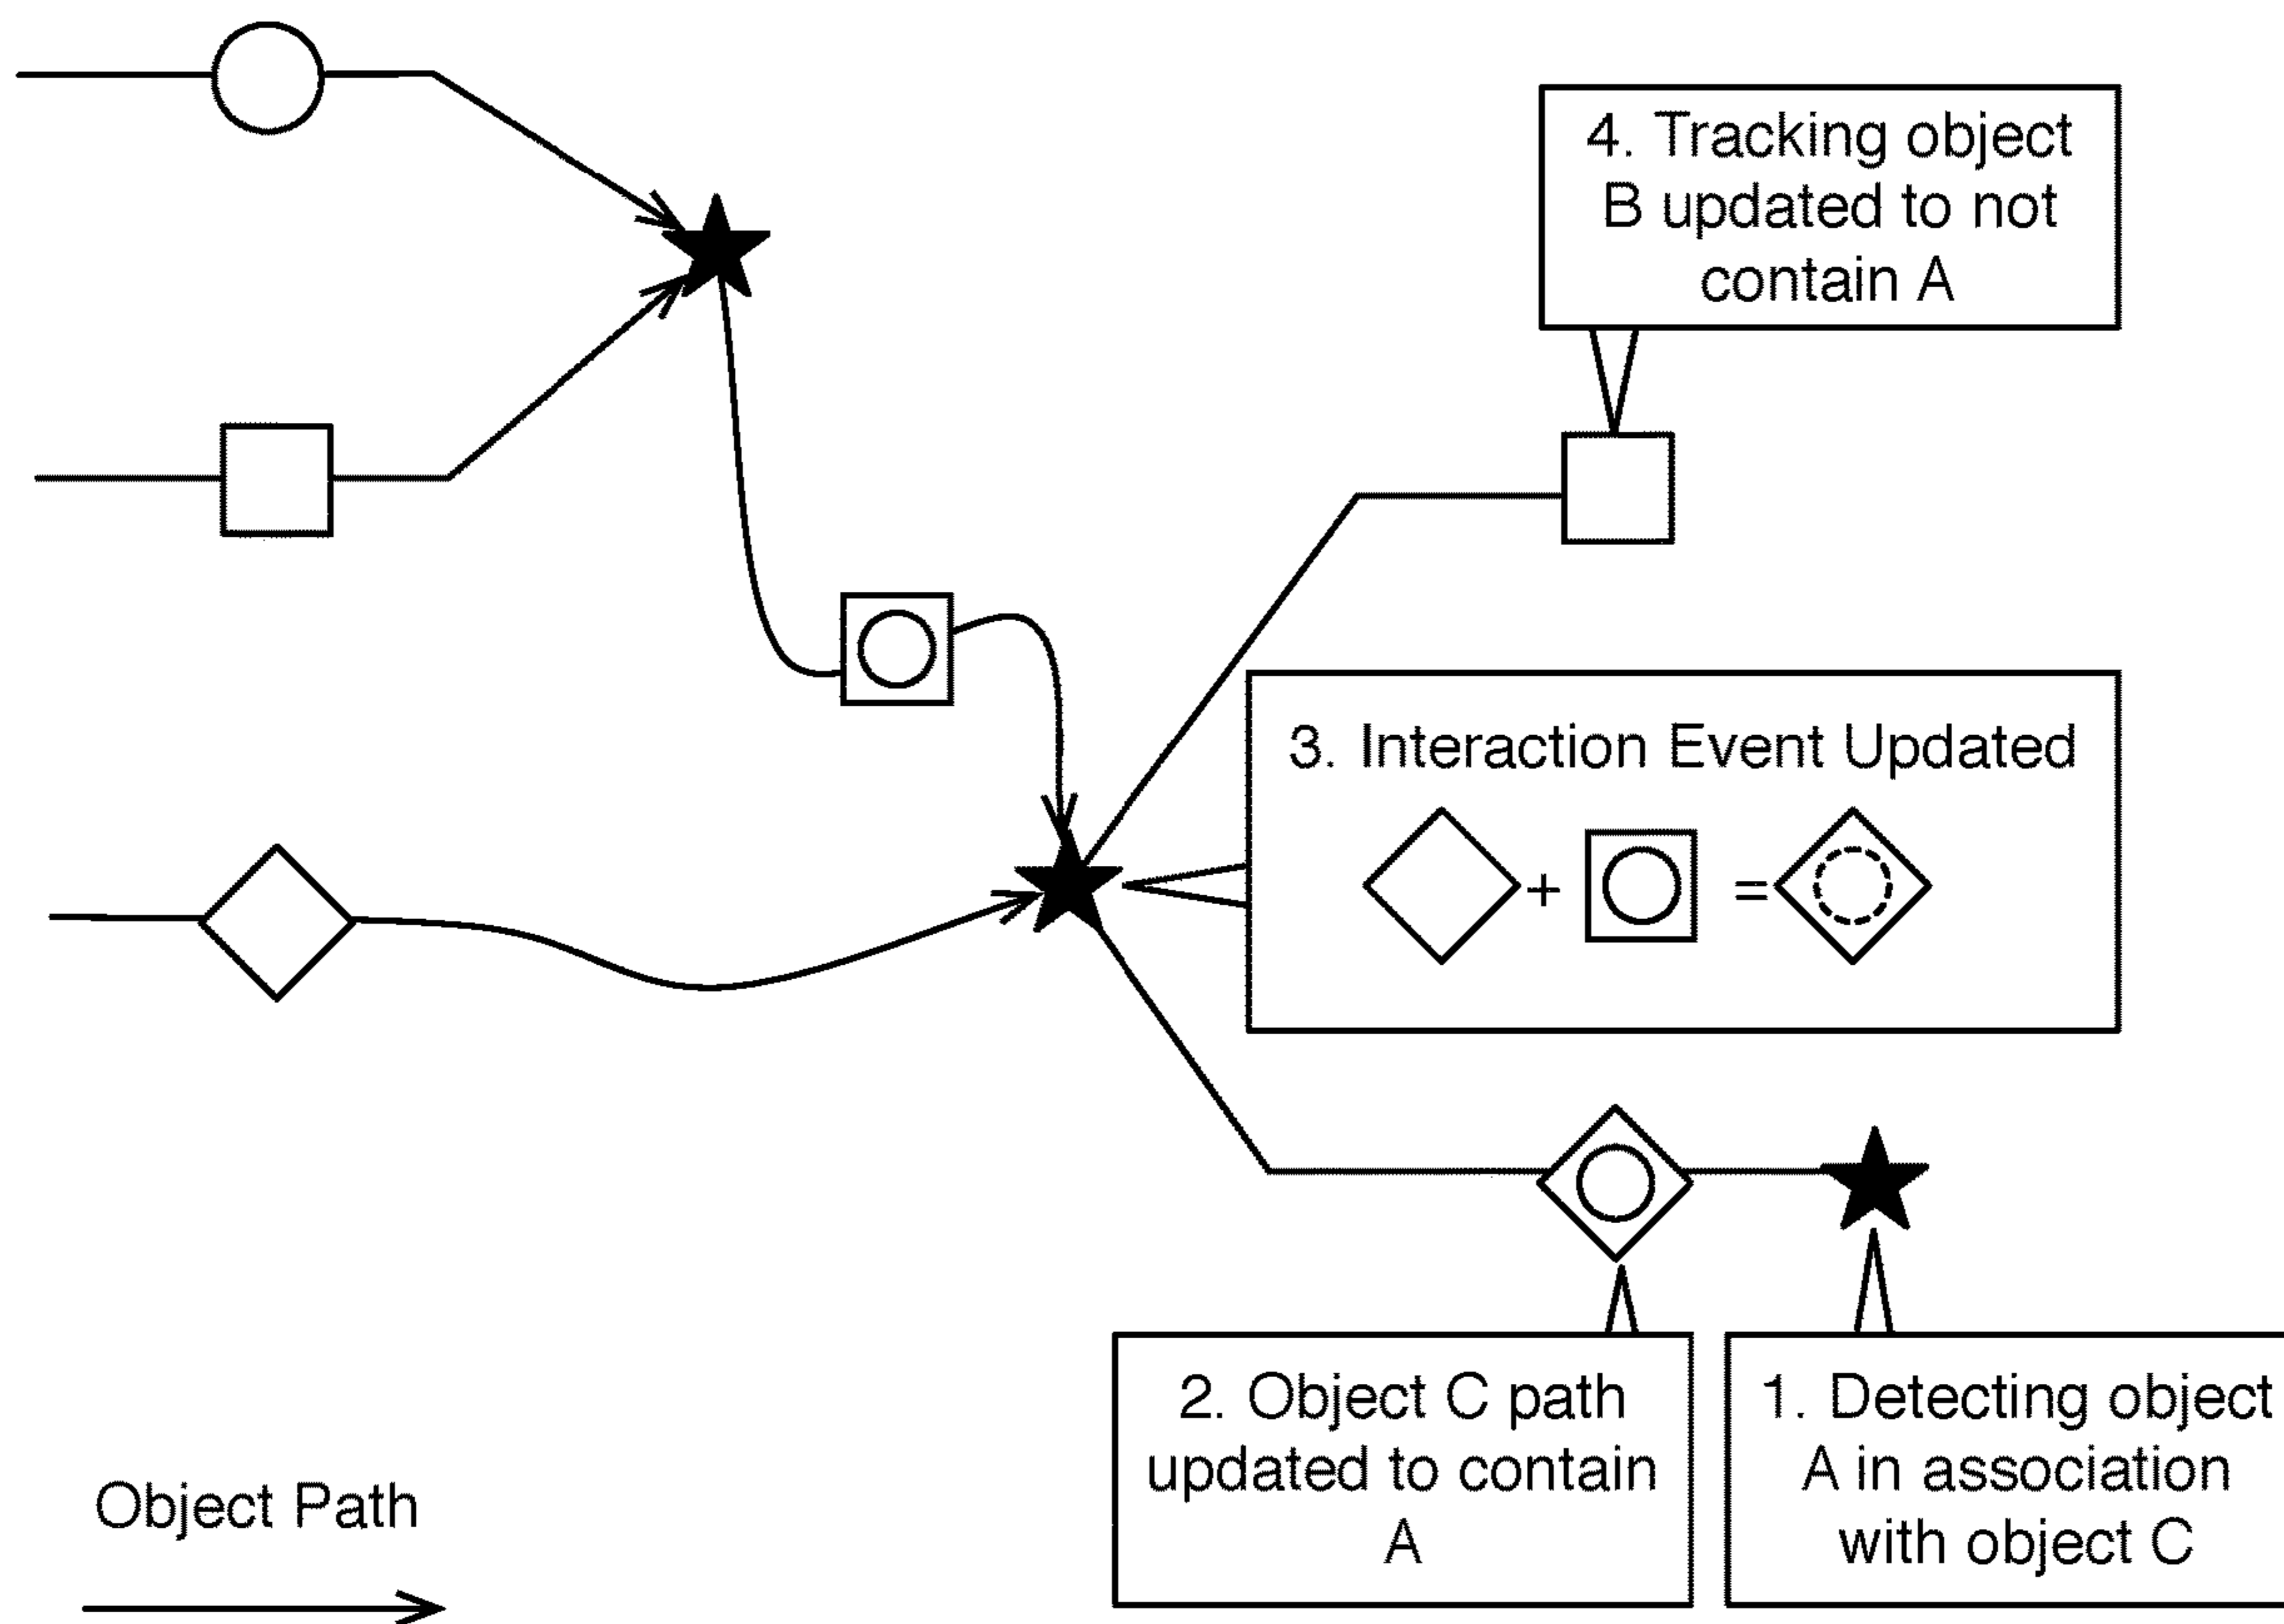 4. Tracking object
B updated to not
contain A
3. Interaction Event Updated
+ =
2. Object C path
updated to contain
A
1. Detecting object
A in association
with object C
Object Path